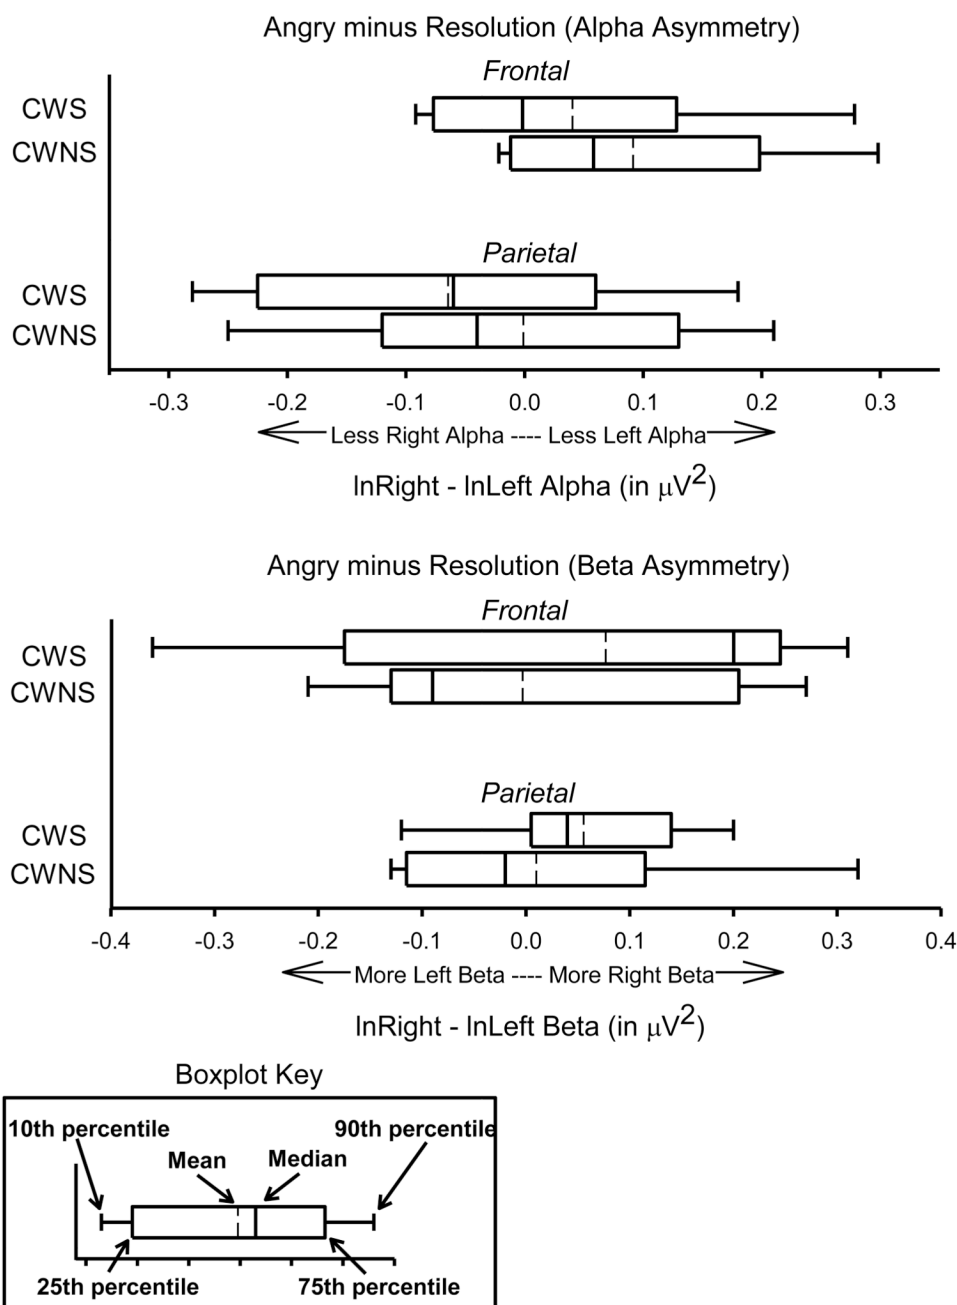 Angry minus Resolution (Alpha Asymmetry)
Frontal
CWS
CWNS
Parietal
CWS
CWNS
-0.3 -0.2 -0.1 0.0 0.1 0.2 0.3
Less Right Alpha ---- Less Left Alpha
lnRight - lnLeft Alpha (in μV²)
Angry minus Resolution (Beta Asymmetry)
Frontal
CWS
CWNS
Parietal
CWS
CWNS
-0.4 -0.3 -0.2 -0.1 0.0 0.1 0.2 0.3 0.4
More Left Beta ---- More Right Beta
lnRight - lnLeft Beta (in μV²)
Boxplot Key
10th percentile 90th percentile
Mean Median
25th percentile 75th percentile